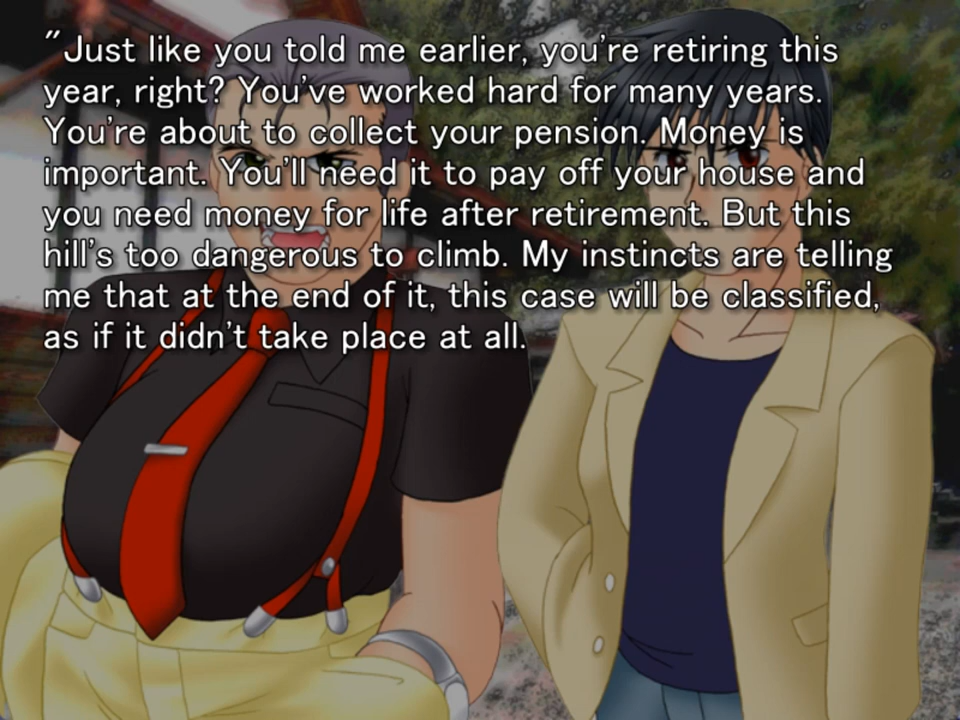 "Just like you told me earlier, you're retiring this
year, right? You've worked hard for many years.
You're about to collect your pension. Money is
important. You'll need it to pay off your house and
you need money for life after retirement. But this
hill's too dangerous to climb. My instincts are telling
me that at the end of it, this case will be classified,
as if it didn't take place at all.